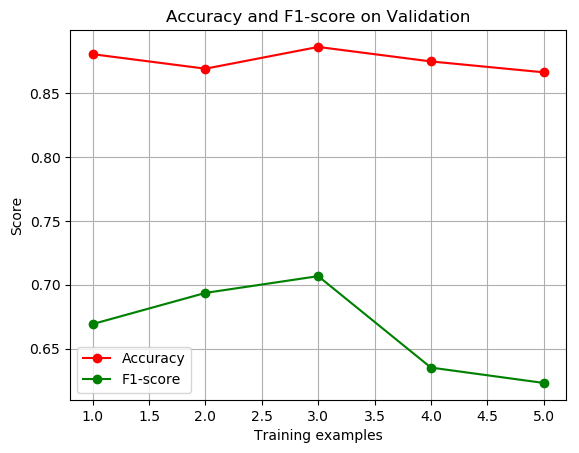 Accuracy and F1-score on Validation
Score
0.85
0.80
0.75
0.70
0.65
Accuracy
F1-score
1.0 1.5 2.0 2.5 3.0 3.5 4.0 4.5 5.0
Training examples